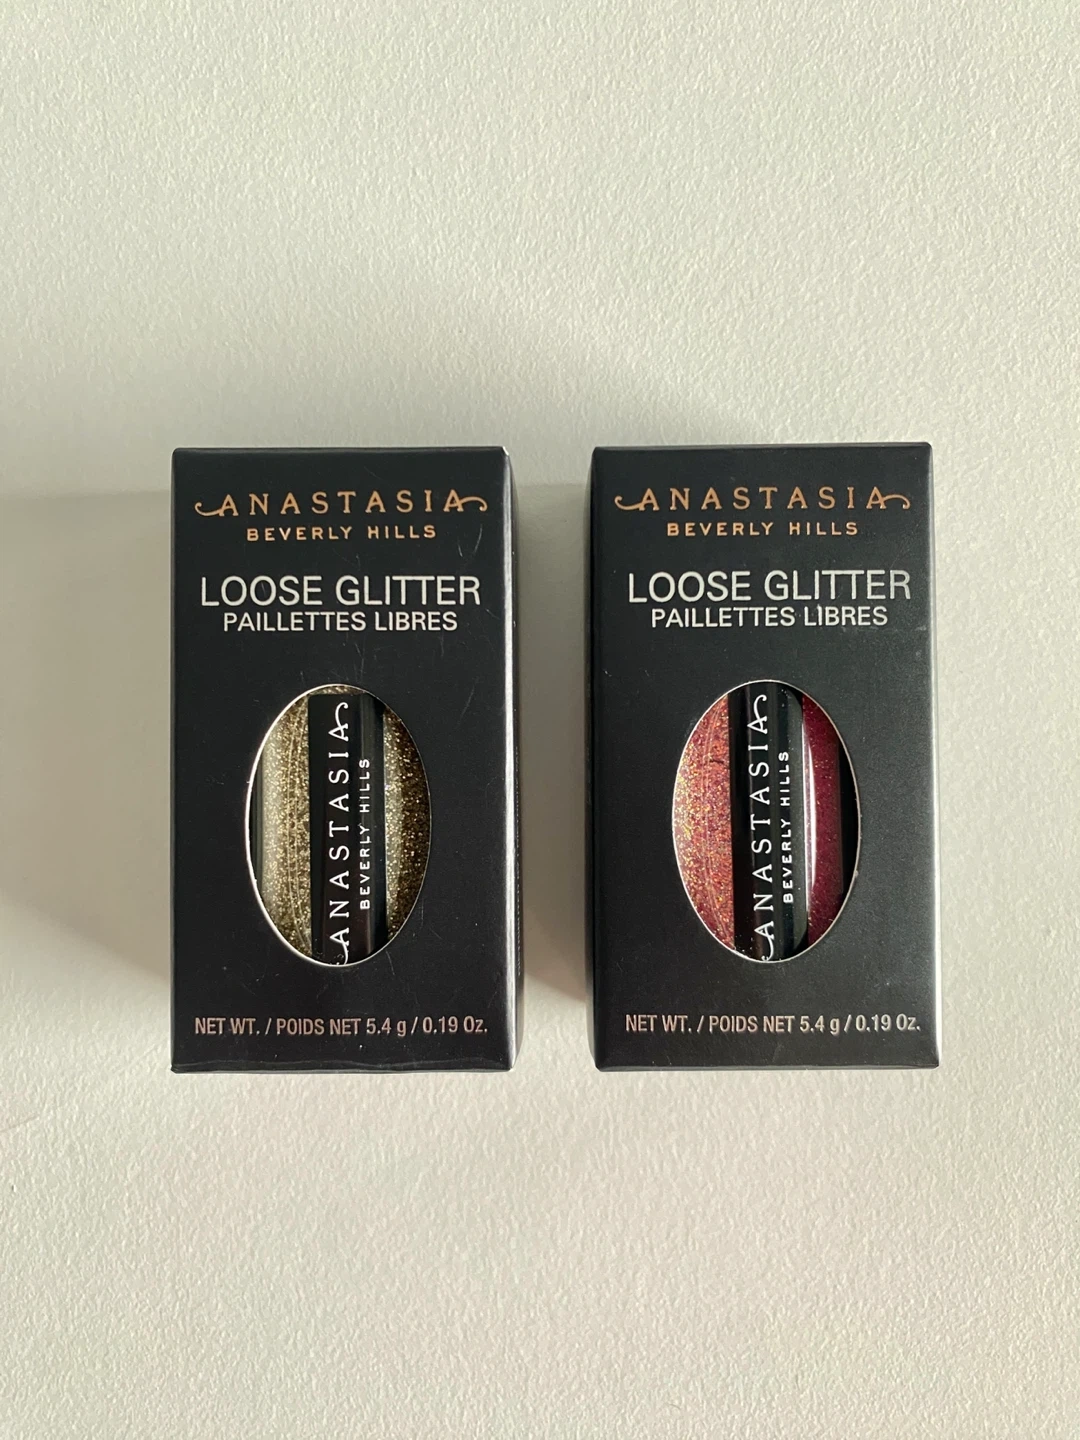 ANASTASIA
BEVERLY HILLS
LOOSE GLITTER
PAILLETTES LIBRES
ANASTASIA
BEVERLY HILLS
NET WT. / POIDS NET 5.4 g / 0.19 Oz.
ANASTASIA
BEVERLY HILLS
LOOSE GLITTER
PAILLETTES LIBRES
ANASTASIA
BEVERLY HILLS
NET WT. / POIDS NET 5.4 g / 0.19 Oz.